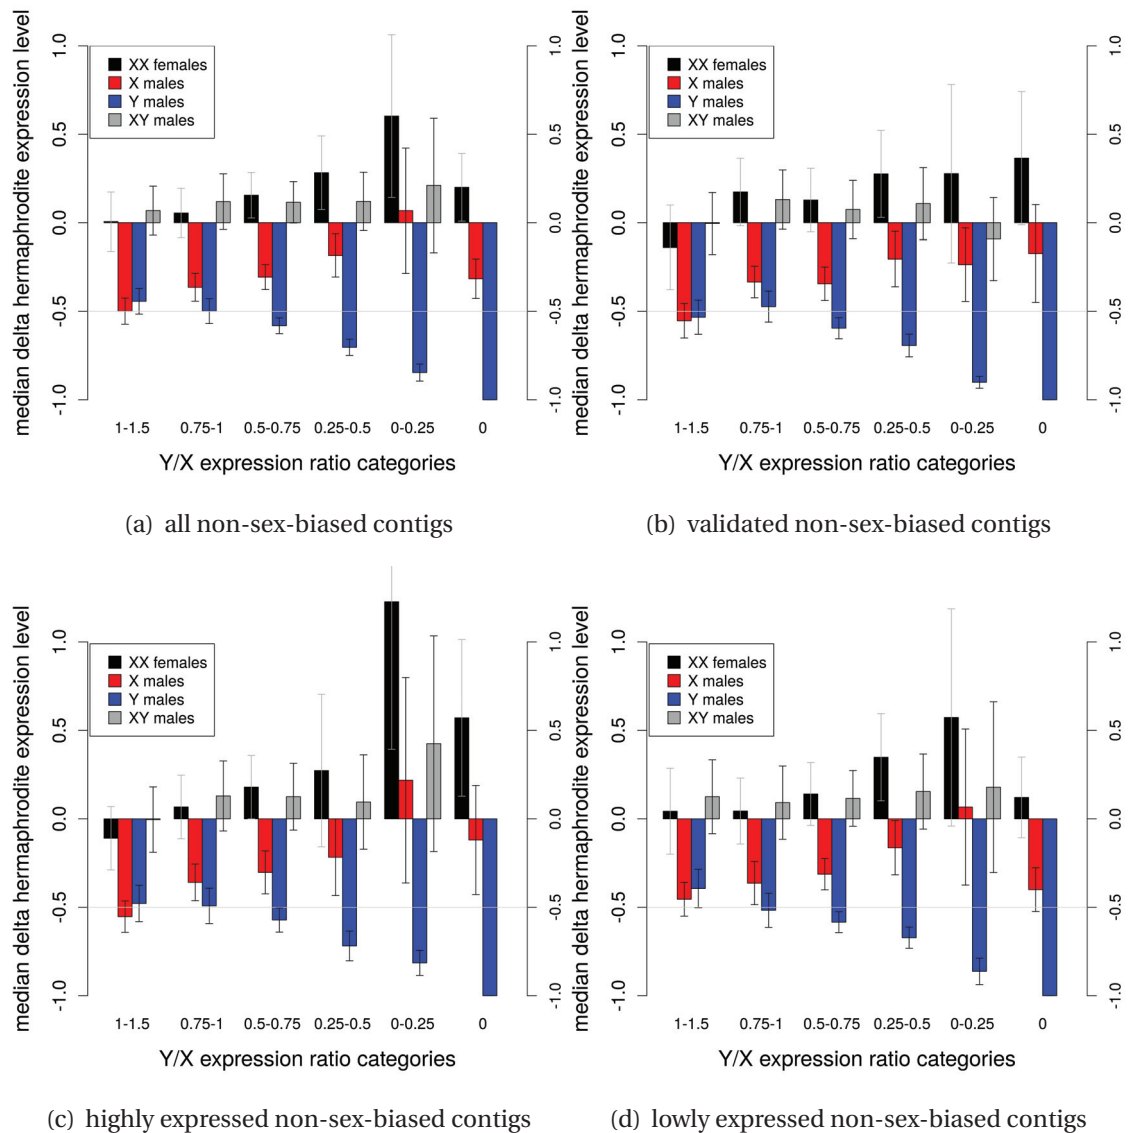 median delta hermaphrodite expression level
1.0
0.5
0.0
-0.5
-1.0
XX females
X males
Y males
XY males
1.0
0.5
0.0
-0.5
-1.0
1-1.5 0.75-1 0.5-0.75 0.25-0.5 0-0.25 0
Y/X expression ratio categories
(a) all non-sex-biased contigs
median delta hermaphrodite expression level
1.0
0.5
0.0
-0.5
-1.0
XX females
X males
Y males
XY males
1.0
0.5
0.0
-0.5
-1.0
1-1.5 0.75-1 0.5-0.75 0.25-0.5 0-0.25 0
Y/X expression ratio categories
(b) validated non-sex-biased contigs
median delta hermaphrodite expression level
1.0
0.5
0.0
-0.5
-1.0
XX females
X males
Y males
XY males
1.0
0.5
0.0
-0.5
-1.0
1-1.5 0.75-1 0.5-0.75 0.25-0.5 0-0.25 0
Y/X expression ratio categories
(c) highly expressed non-sex-biased contigs
median delta hermaphrodite expression level
1.0
0.5
0.0
-0.5
-1.0
XX females
X males
Y males
XY males
1.0
0.5
0.0
-0.5
-1.0
1-1.5 0.75-1 0.5-0.75 0.25-0.5 0-0.25 0
Y/X expression ratio categories
(d) lowly expressed non-sex-biased contigs